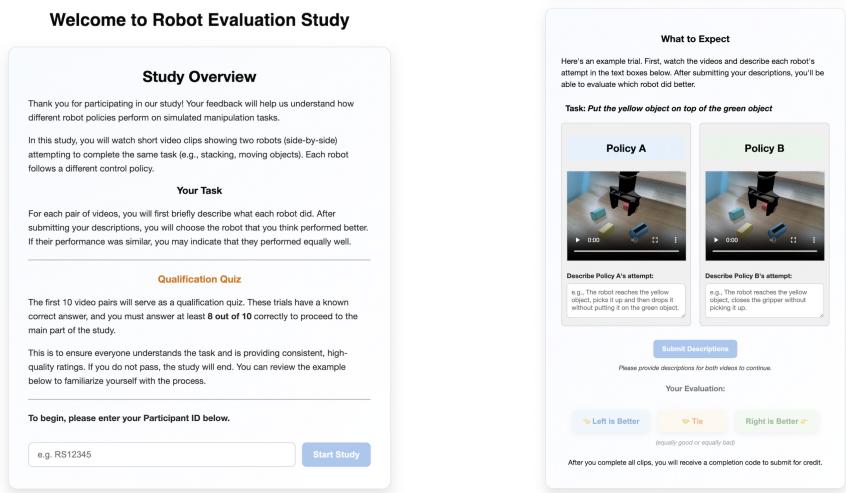 Welcome to Robot Evaluation Study
Study Overview
Thank you for participating in our study! Your feedback will help us understand how
different robot policies perform on simulated manipulation tasks.
In this study, you will watch short video clips showing two robots (side-by-side)
attempting to complete the same task (e.g., stacking, moving objects). Each robot
follows a different control policy.
Your Task
For each pair of videos, you will first briefly describe what each robot did. After
submitting your descriptions, you will choose the robot that you think performed better.
If their performance was similar, you may indicate that they performed equally well.
Qualification Quiz
The first 10 video pairs will serve as a qualification quiz. These trials have a known
correct answer, and you must answer at least 8 out of 10 correctly to proceed to the
main part of the study.
This is to ensure everyone understands the task and is providing consistent, high-
quality ratings. If you do not pass, the study will end. You can review the example
below to familiarize yourself with the process.
To begin, please enter your Participant ID below.
e.g. RS12345
Start Study
What to Expect
Here's an example trial. First, watch the videos and describe each robot's
attempt in the text boxes below. After submitting your descriptions, you'll be
able to evaluate which robot did better.
Task: Put the yellow object on top of the green object
Policy A
0:00
Describe Policy A's attempt:
e.g., The robot reaches the yellow
object, picks it up and then drops it
without putting it on the green object.
Policy B
0:00
Describe Policy B's attempt:
e.g., The robot reaches the yellow
object, closes the gripper without
picking it up.
Submit Descriptions
Please provide descriptions for both videos to continue.
Your Evaluation:
👈 Left is Better
🤝 Tie
Right is Better 👉
(equally good or equally bad)
After you complete all clips, you will receive a completion code to submit for credit.